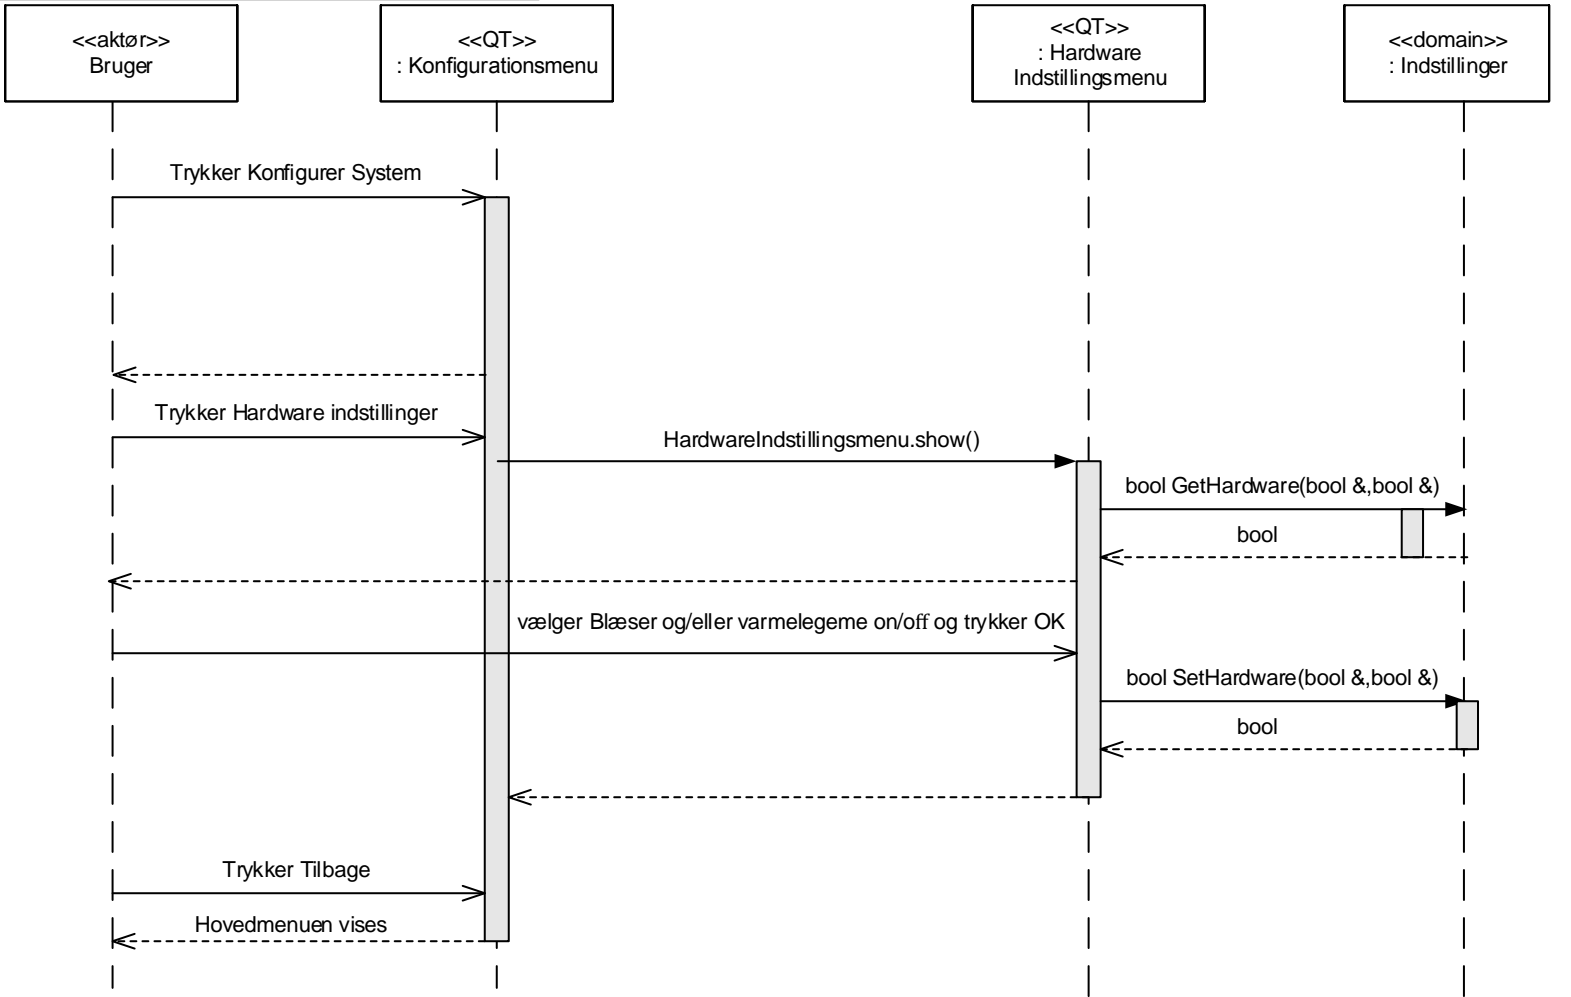 <<aktør>>
Bruger
<<QT>>
: Konfigurationsmenu
<<QT>>
: Hardware
Indstillingsmenu
<<domain>>
: Indstillinger
Trykker Konfigurer System
Trykker Hardware indstillinger
HardwareIndstillingsmenu.show()
bool GetHardware(bool &,bool &)
bool
vælger Blæser og/eller varmelegeme on/off og trykker OK
bool SetHardware(bool &,bool &)
bool
Trykker Tilbage
Hovedmenuen vises